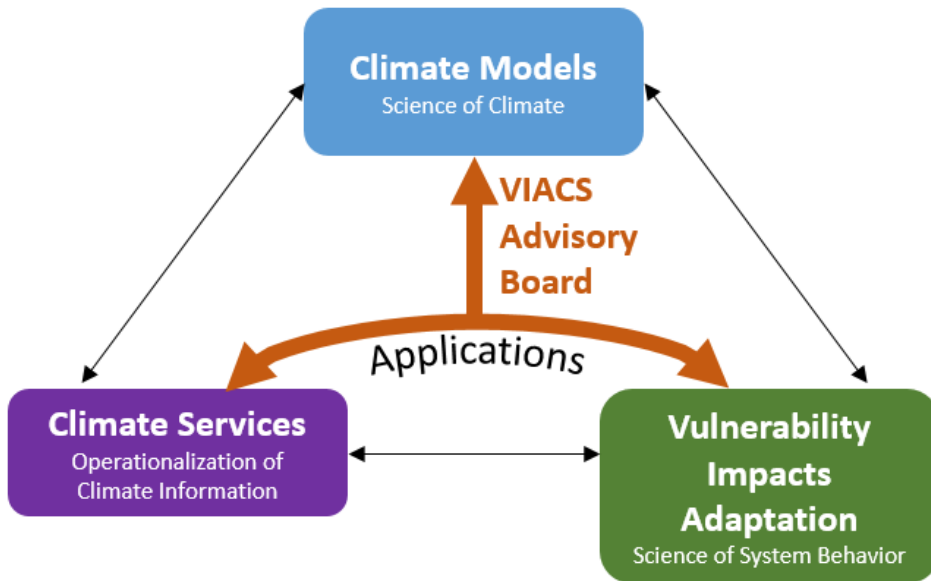 Climate Models
Science of Climate
VIACS
Advisory
Board
Applications
Climate Services
Operationalization of
Climate Information
Vulnerability
Impacts
Adaptation
Science of System Behavior